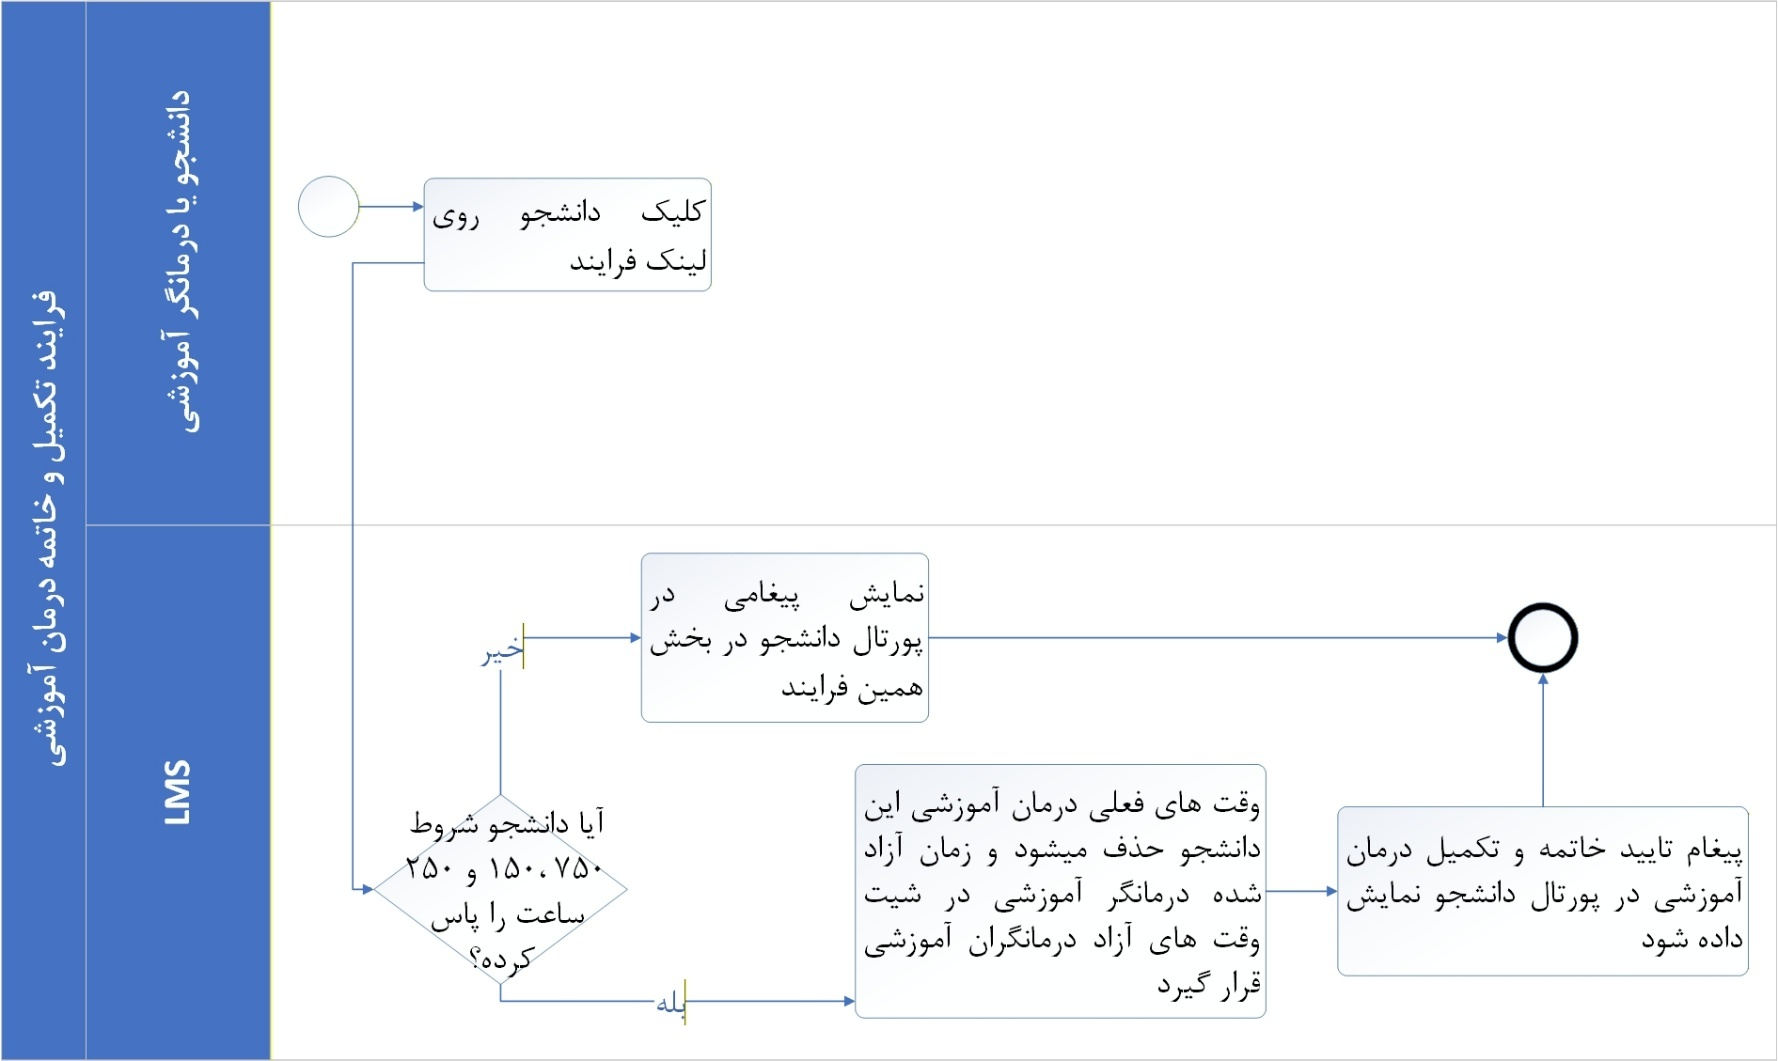 فرایند تکمیل و خاتمه درمان آموزشی
دانشجو یا درمانگر آموزشی
کلیک دانشجو روی
لینک فرایند
LMS
نمایش پیغامی در
پورتال دانشجو در بخش
همین فرایند
خیر
آیا دانشجو شروط
۱۵۰،۷۵۰ و ۲۵۰
ساعت را پاس
کرده؟
بله
وقت های فعلی درمان آموزشی این
دانشجو حذف میشود و زمان آزاد
شده درمانگر آموزشی در شیت
وقت های آزاد درمانگران آموزشی
قرار گیرد
پیغام تایید خاتمه و تکمیل درمان
آموزشی در پورتال دانشجو نمایش
داده شود